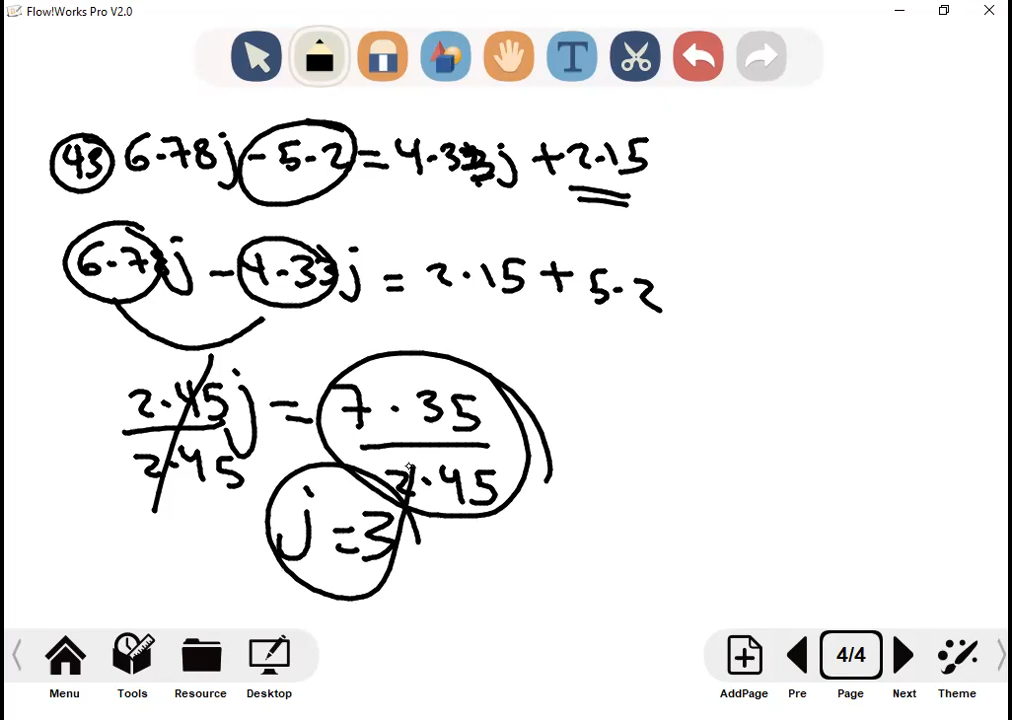 Flow!Works Pro V2.0
T
43 6.78j - 5.2 = 4.33j + 2.15
6.78j - 4.33j = 2.15 + 5.2
2.45j = 7.35
2.45 2.45
j = 3
Menu Tools Resource Desktop AddPage Pre 4/4 Page Next Theme